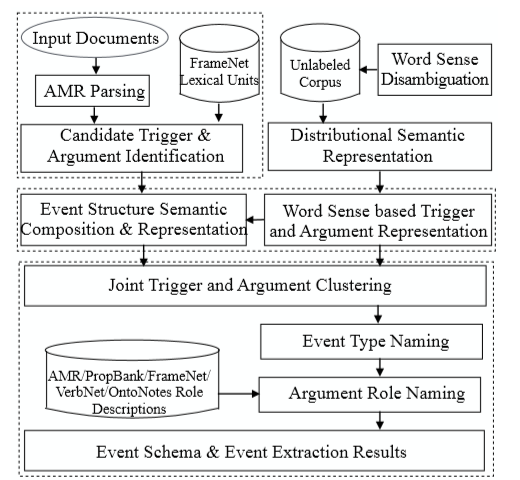 Input Documents
FrameNet
Lexical Units
Unlabeled
Corpus
Word Sense
Disambiguation
AMR Parsing
Candidate Trigger &
Argument Identification
Distributional Semantic
Representation
Event Structure Semantic
Composition & Representation
Word Sense based Trigger
and Argument Representation
Joint Trigger and Argument Clustering
Event Type Naming
AMR/PropBank/FrameNet/
VerbNet/OntoNotes Role
Descriptions
Argument Role Naming
Event Schema & Event Extraction Results